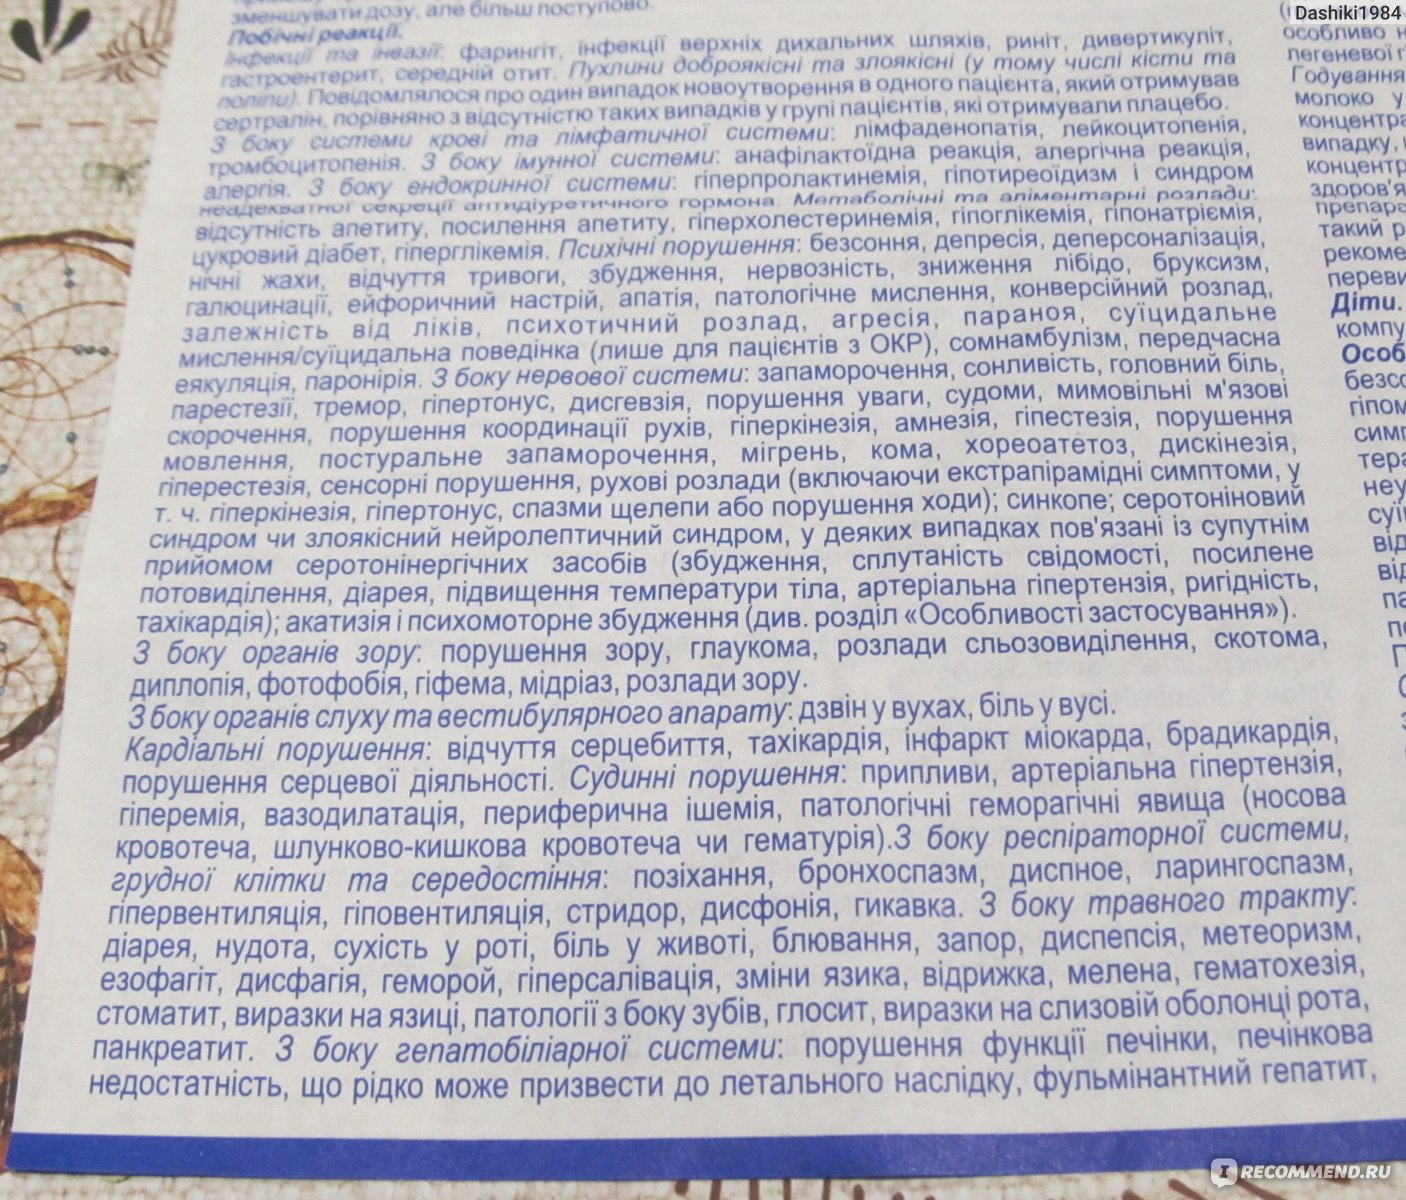 Dashiki1984
зменшувати дозу, але більш поступово.
Побічні реакції.
Інфекції та інвазії: фарингіт, інфекції верхніх дихальних шляхів, риніт, дивертикуліт,
гастроентерит, середній отит. Пухлини доброякісні та злоякісні (у тому числі кісти та
поліпи). Повідомлялося про один випадок новоутворення в одного пацієнта, який отримував
сертралін, порівняно з відсутністю таких випадків у групі пацієнтів, які отримували плацебо.
З боку системи крові та лімфатичної системи: лімфаденопатія, лейкоцитопенія,
тромбоцитопенія. З боку імунної системи: анафілактоїдна реакція, алергічна реакція,
алергія. З боку ендокринної системи: гіперпролактинемія, гіпотиреоїдизм і синдром
неадекватної секреції антидіуретичного гормона. Метаболічні та аліментарні розлади:
відсутність апетиту, посилення апетиту, гіперхолестеринемія, гіпоглікемія, гіпонатріємія,
цукровий діабет, гіперглікемія. Психічні порушення: безсоння, депресія, деперсоналізація,
нічні жахи, відчуття тривоги, збудження, нервозність, зниження лібідо, бруксизм,
галюцинації, ейфоричний настрій, апатія, патологічне мислення, конверсійний розлад,
залежність від ліків, психотичний розлад, агресія, параноя, суїцидальне
мислення/суїцидальна поведінка (лише для пацієнтів з ОКР), сомнамбулізм, передчасна
еякуляція, паронірія. З боку нервової системи: запаморочення, сонливість, головний біль,
парестезії, тремор, гіпертонус, дисгевзія, порушення уваги, судоми, мимовільні м'язові
скорочення, порушення координації рухів, гіперкінезія, амнезія, гіпестезія, порушення
мовлення, постуральне запаморочення, мігрень, кома, хореоатетоз, дискінезія,
гіперестезія, сенсорні порушення, рухові розлади (включаючи екстрапірамідні симптоми, у
т. ч. гіперкінезія, гіпертонус, спазми щелепи або порушення ходи); синкопе; серотоніновий
синдром чи злоякісний нейролептичний синдром, у деяких випадках пов'язані із супутнім
прийомом серотонінергічних засобів (збудження, сплутаність свідомості, посилене
потовиділення, діарея, підвищення температури тіла, артеріальна гіпертензія, ригідність,
тахікардія); акатизія і психомоторне збудження (див. розділ «Особливості застосування»).
З боку органів зору: порушення зору, глаукома, розлади сльозовиділення, скотома,
диплопія, фотофобія, гіфема, мідріаз, розлади зору.
З боку органів слуху та вестибулярного апарату: дзвін у вухах, біль у вусі.
Кардіальні порушення: відчуття серцебиття, тахікардія, інфаркт міокарда, брадикардія,
порушення серцевої діяльності. Судинні порушення: припливи, артеріальна гіпертензія,
гіперемія, вазодилатація, периферична ішемія, патологічні геморагічні явища (носова
кровотеча, шлунково-кишкова кровотеча чи гематурія).З боку респіраторної системи,
грудної клітки та середостіння: позіхання, бронхоспазм, диспное, ларингоспазм,
гіпервентиляція, гіповентиляція, стридор, дисфонія, гикавка. З боку травного тракту:
діарея, нудота, сухість у роті, біль у животі, блювання, запор, диспепсія, метеоризм,
езофагіт, дисфагія, геморой, гіперсалівація, зміни язика, відрижка, мелена, гематохезія,
стоматит, виразки на язиці, патології з боку зубів, глосит, виразки на слизовій оболонці рота,
панкреатит. З боку гепатобіліарної системи: порушення функції печінки, печінкова
недостатність, що рідко може призвести до летального наслідку, фульмінантний гепатит,
особливо
легеневої
Годування
молоко у
випадку,
здоров'я
такий
Діти.
IRECOMMEND.RU